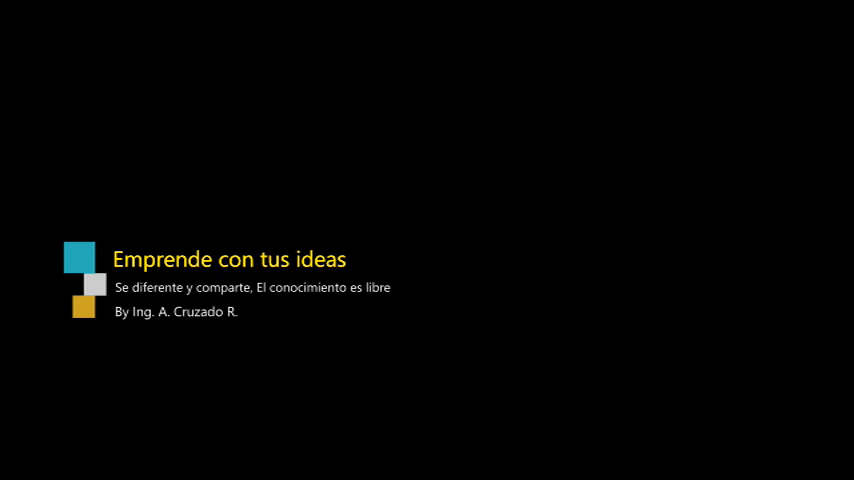 Emprende con tus ideas
Se diferente y comparte, El conocimiento es libre
By Ing. A. Cruzado R.